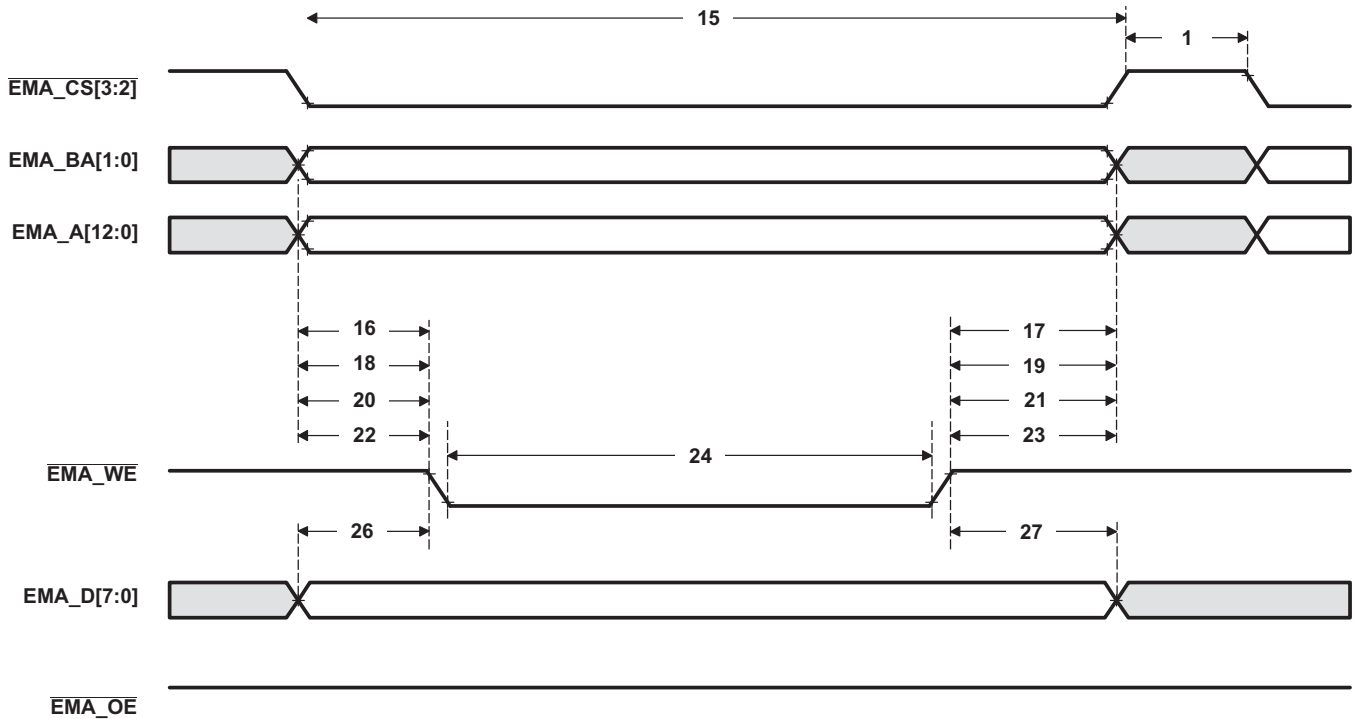 15
1
EMA_CS[3:2]
EMA_BA[1:0]
EMA_A[12:0]
16
17
18
19
20
21
22
23
EMA_WE
24
26
27
EMA_D[7:0]
EMA_OE